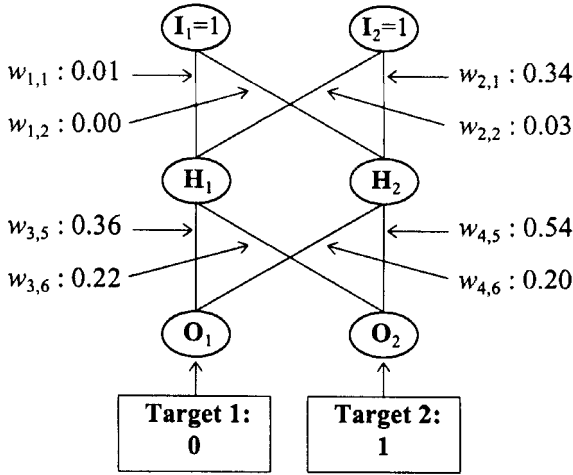 I₁=1 I₂=1
w₁,₁ : 0.01 w₂,₁ : 0.34
w₁,₂ : 0.00 w₂,₂ : 0.03
H₁ H₂
w₃,₅ : 0.36 w₄,₅ : 0.54
w₃,₆ : 0.22 w₄,₆ : 0.20
O₁ O₂
Target 1: Target 2:
0 1